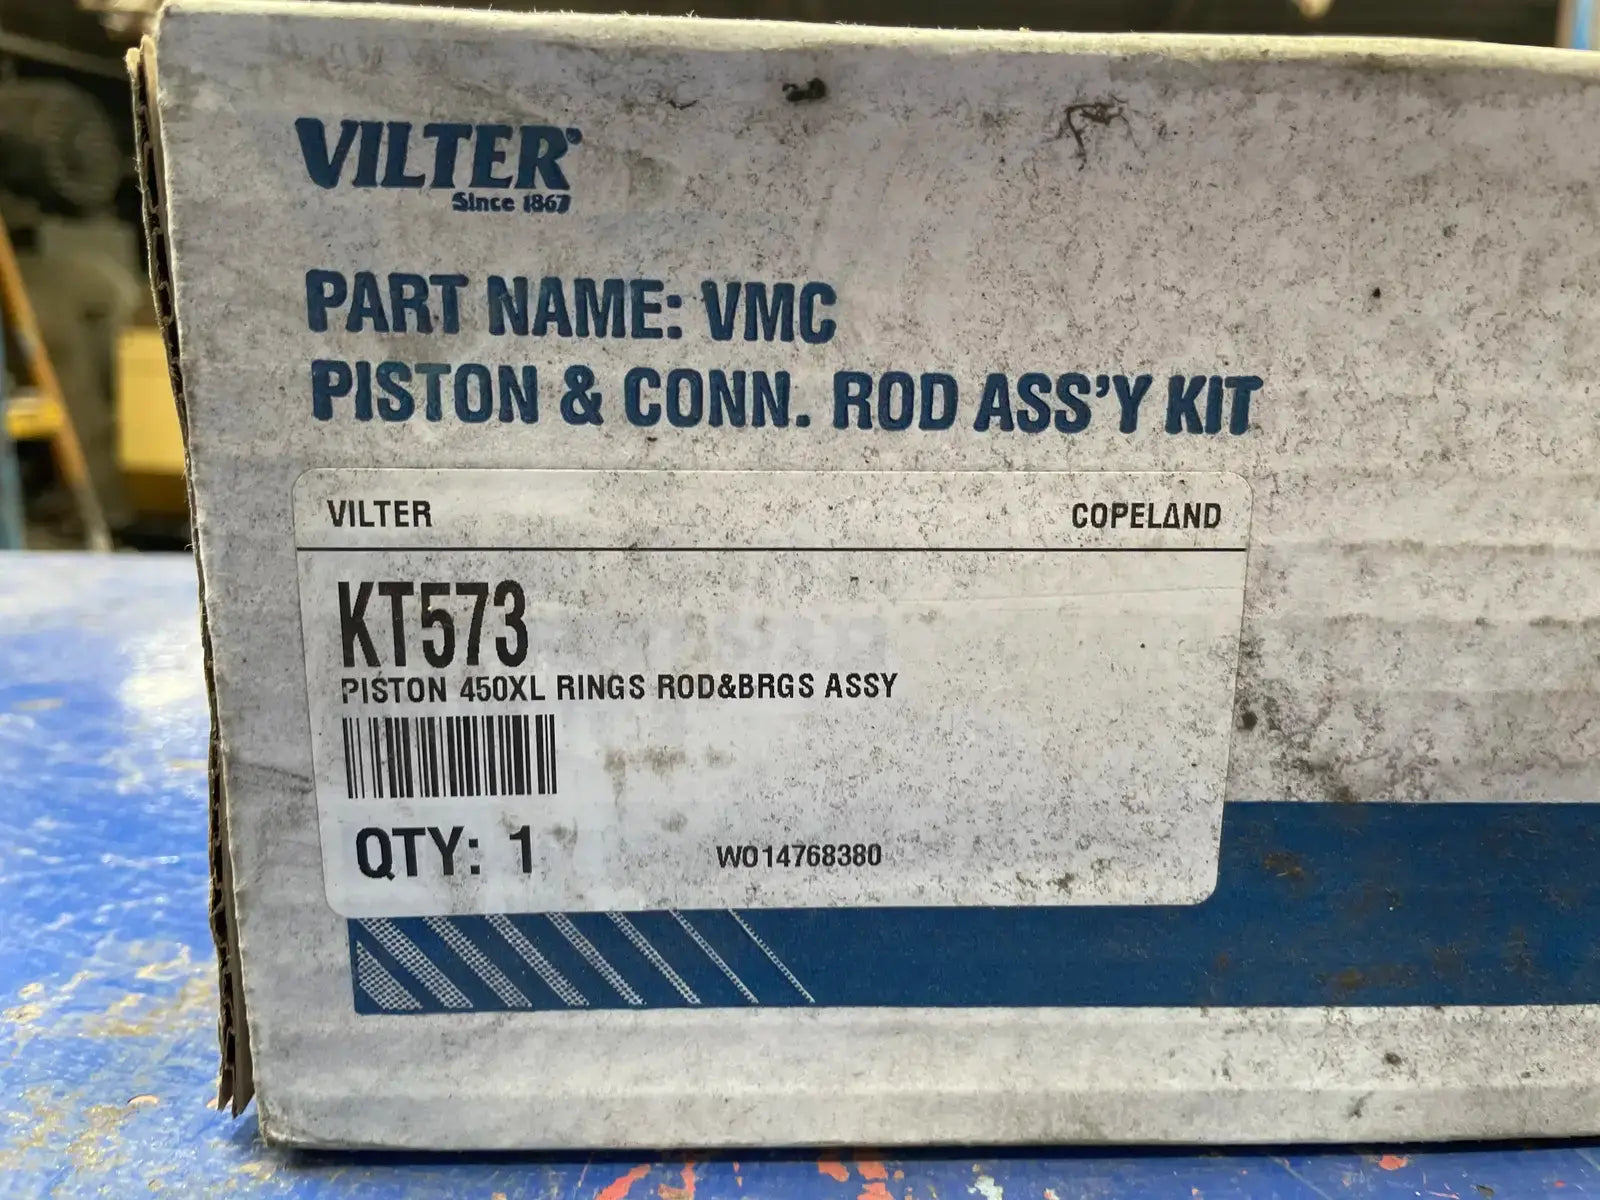 VILTER
Since 1867
PART NAME: VMC
PISTON & CONN. ROD ASS'Y KIT
VILTER COPELAND
KT573
PISTON 450XL RINGS ROD&BRGS ASSY
QTY: 1 WO14768380